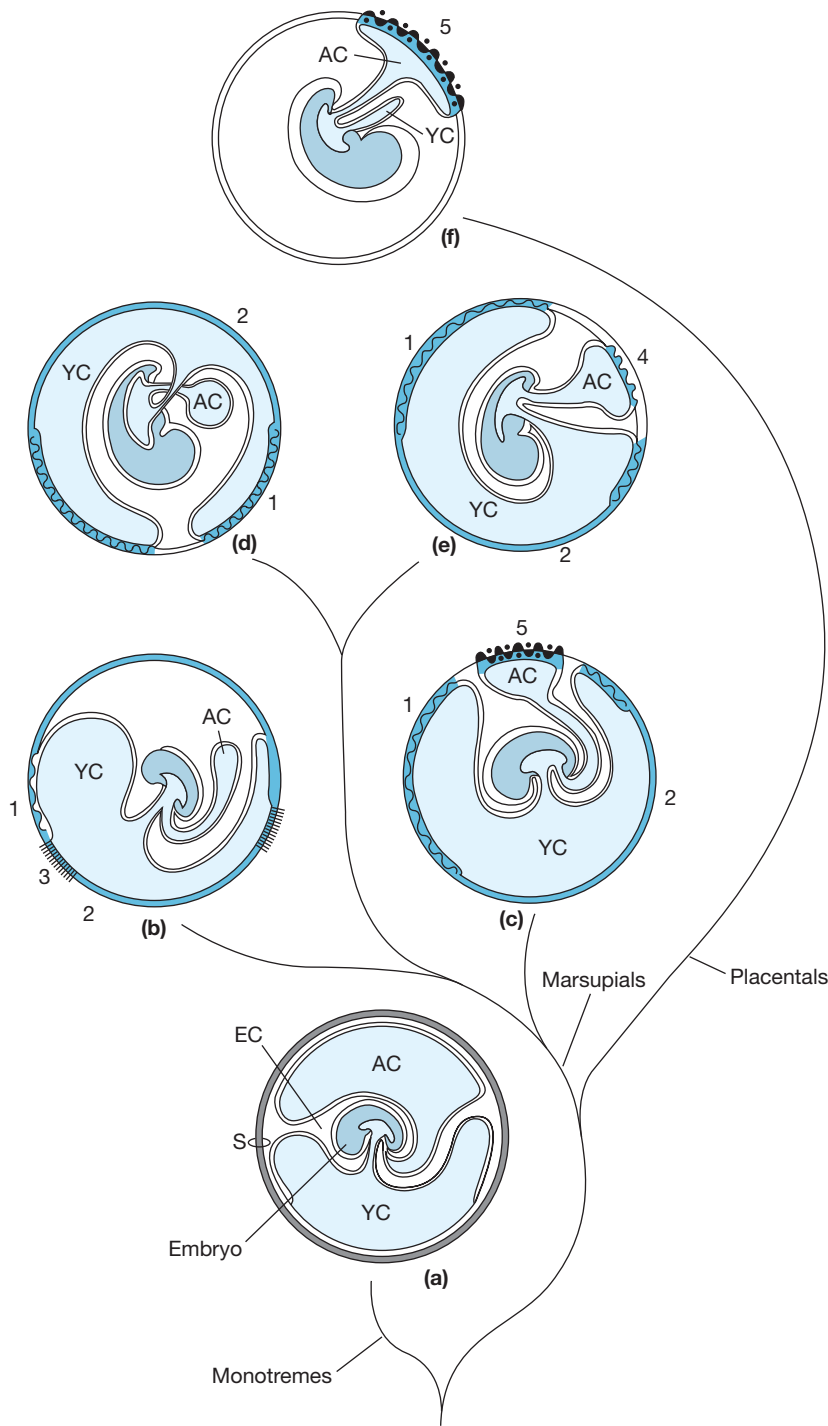 5
AC
YC
(f)
2
YC
AC
1
(d)
1
4
AC
YC
(e)
2
AC
YC
1
3
2
(b)
5
AC
1
2
YC
(c)
Marsupials
Placentals
EC
AC
S
YC
Embryo
(a)
Monotremes